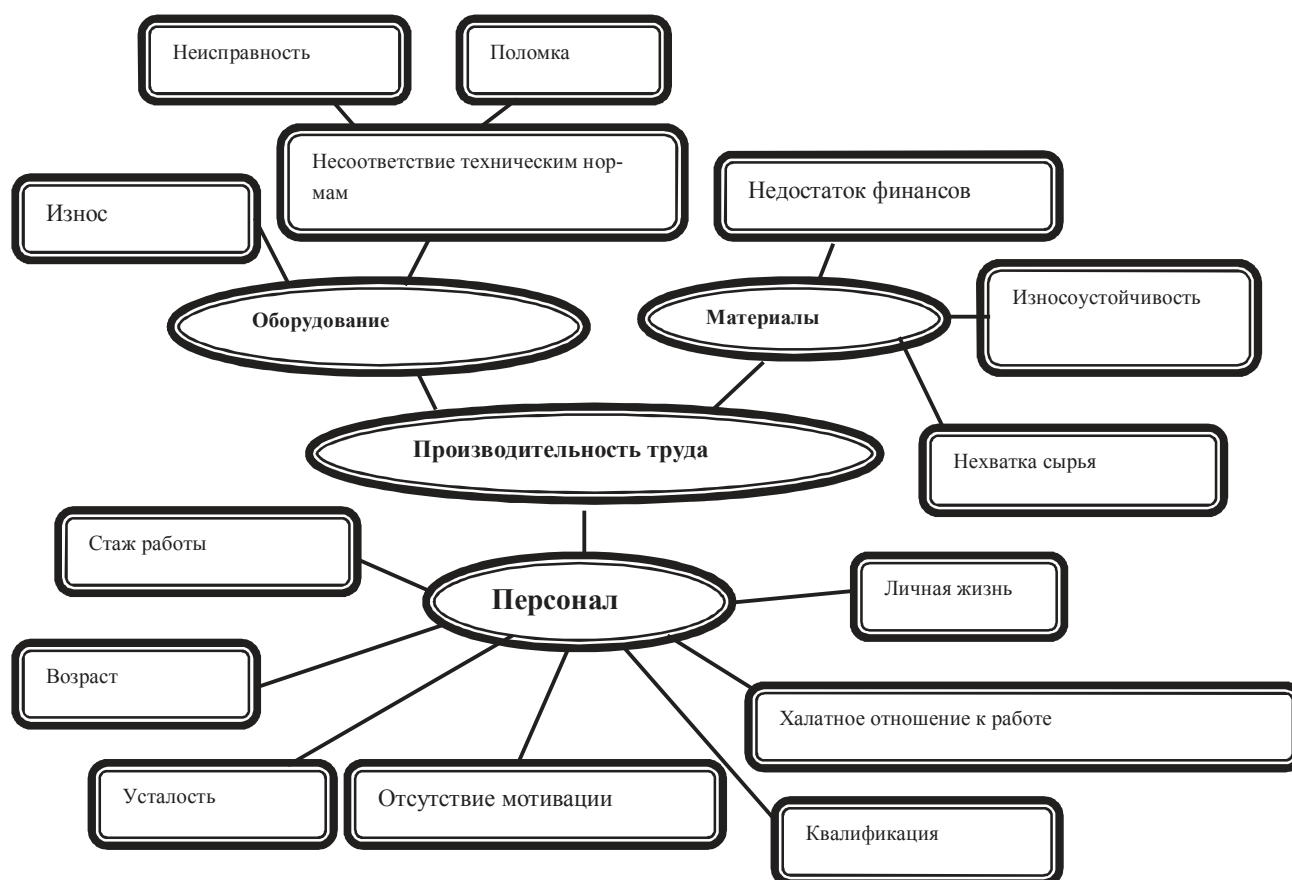 Неисправность
Поломка
Несоответствие техническим нор-
мам
Недостаток финансов
Износ
Износоустойчивость
Оборудование
Материалы
Производительность труда
Нехватка сырья
Стаж работы
Персонал
Личная жизнь
Возраст
Халатное отношение к работе
Усталость
Отсутствие мотивации
Квалификация